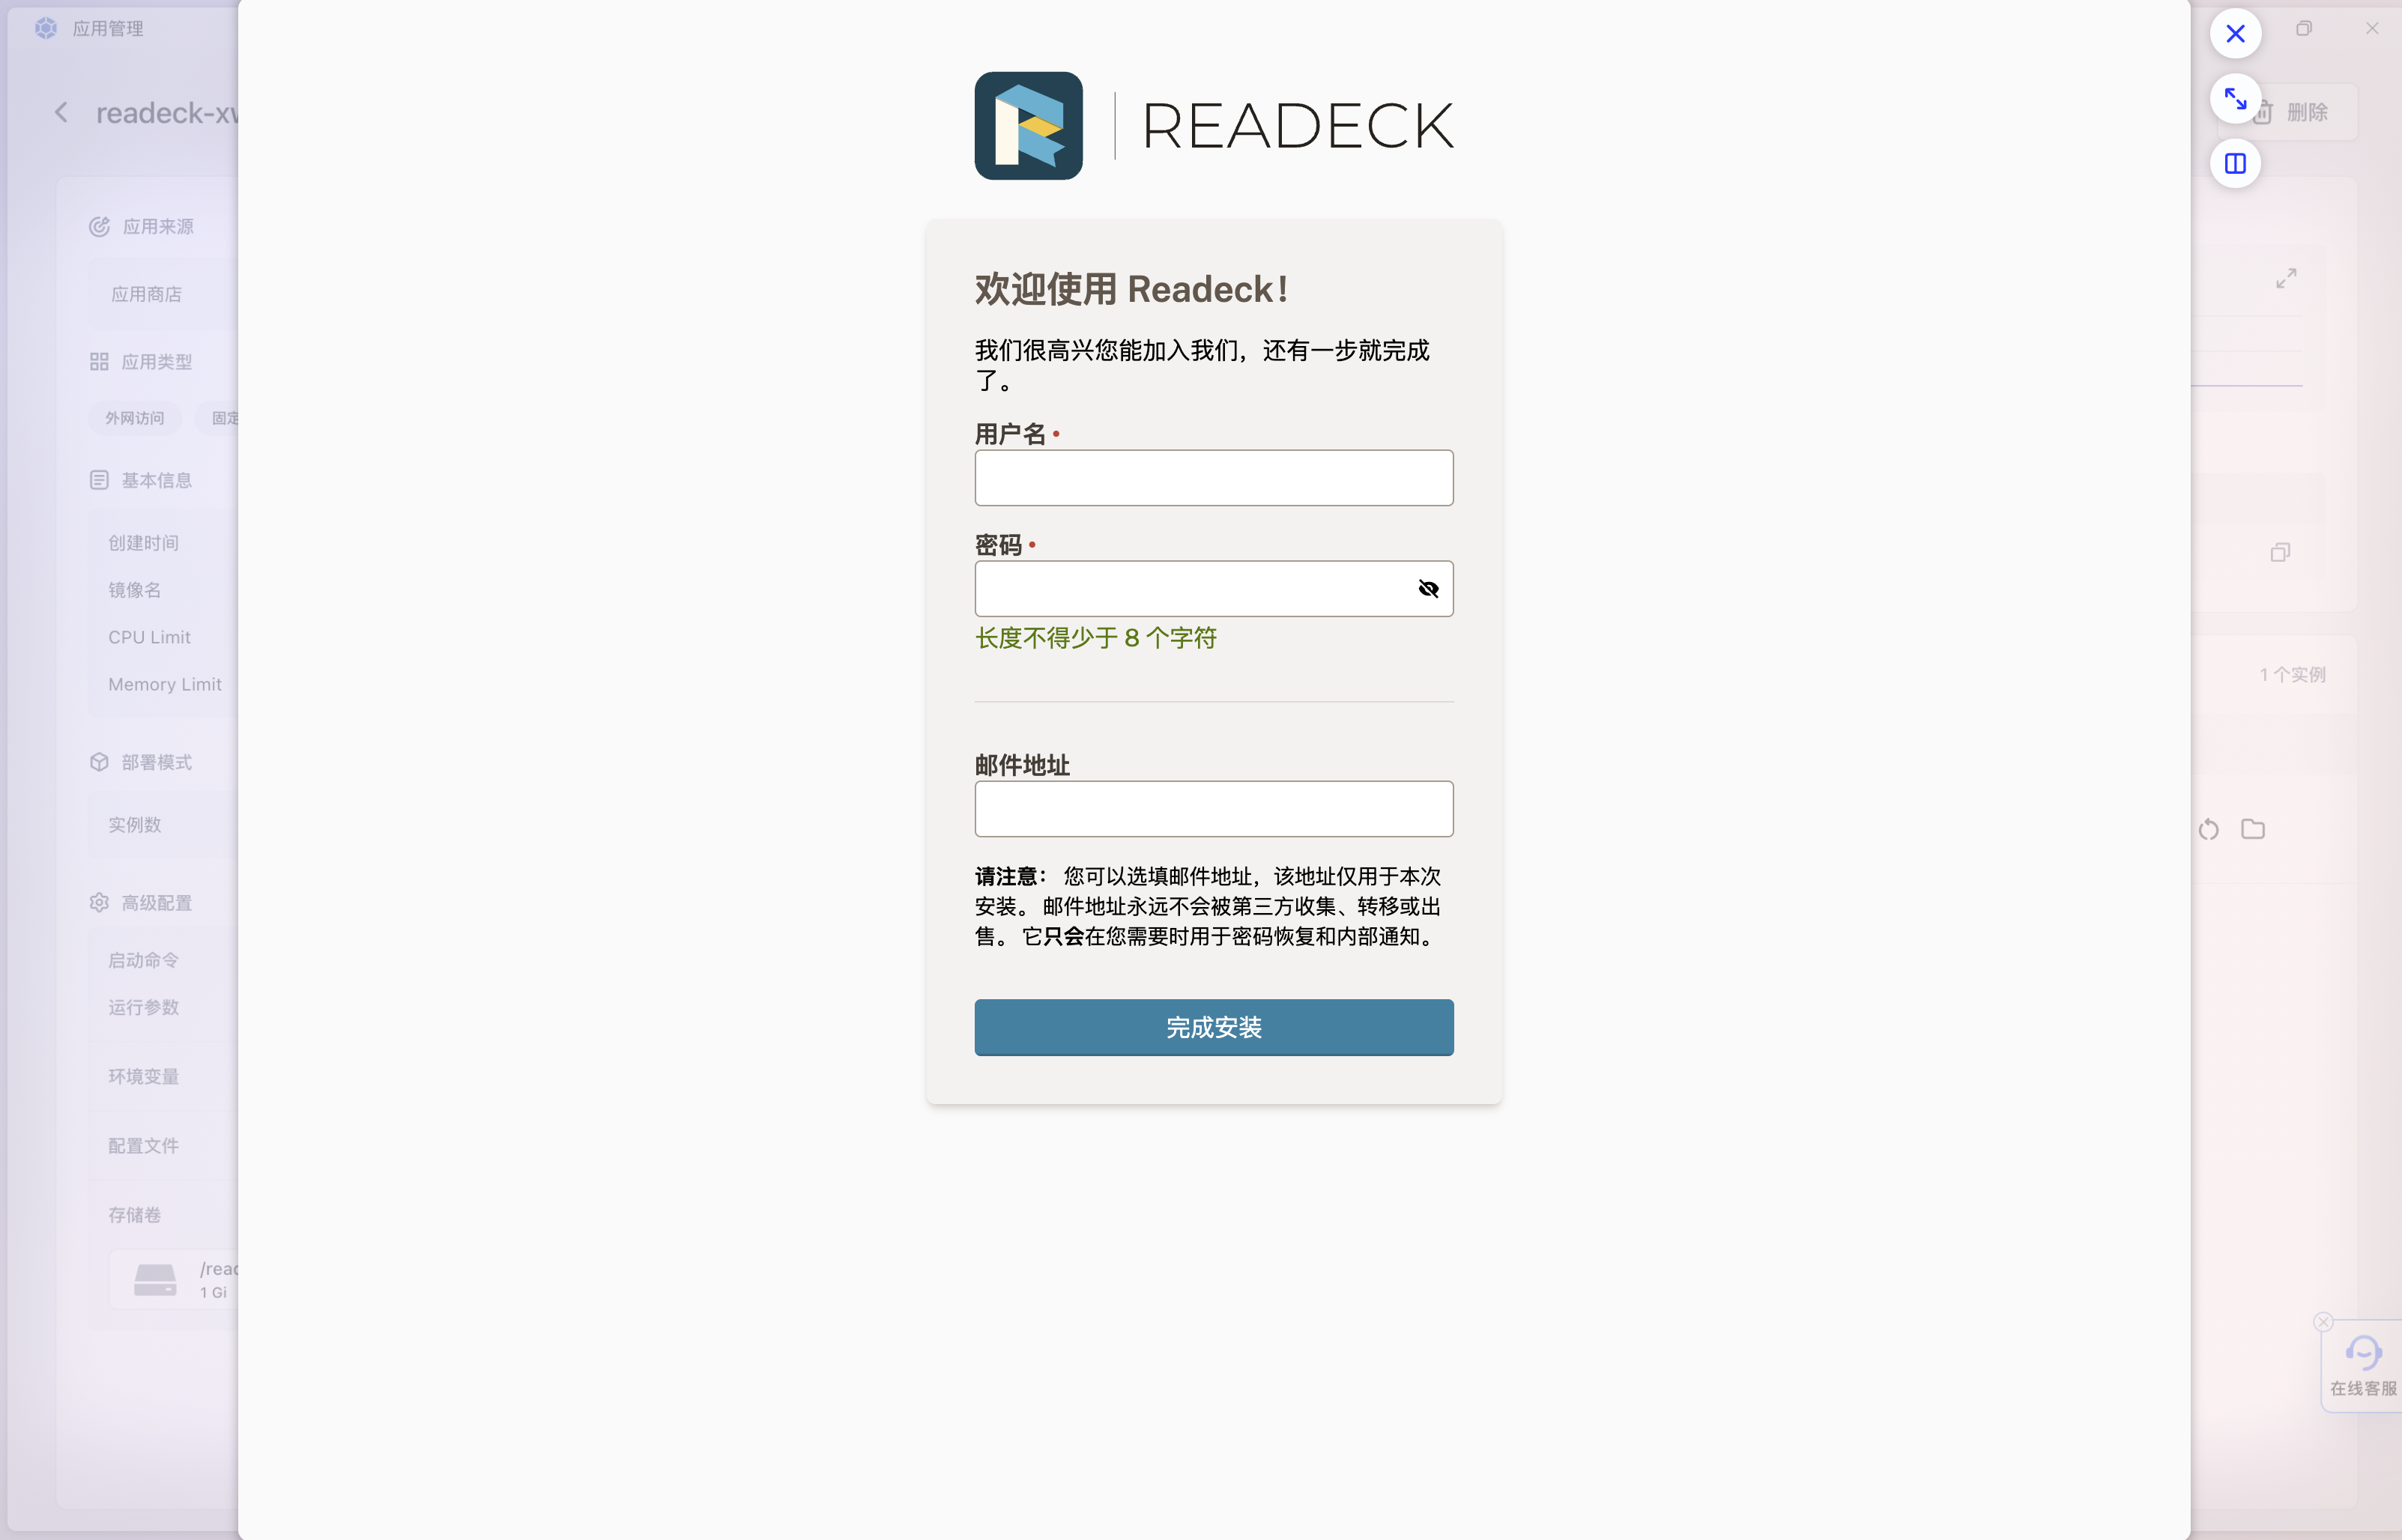 应用管理
readeck-xw
删除
应用来源
应用商店
应用类型
外网访问
固定
基本信息
创建时间
镜像名
CPU Limit
Memory Limit
部署模式
实例数
高级配置
启动命令
运行参数
环境变量
配置文件
存储卷
/read
1 Gi
READECK
欢迎使用 Readeck!
我们很高兴您能加入我们，还有一步就完成
了。
用户名
密码
长度不得少于 8 个字符
邮件地址
请注意： 您可以选填邮件地址，该地址仅用于本次
安装。 邮件地址永远不会被第三方收集、转移或出
售。 它只会在您需要时用于密码恢复和内部通知。
完成安装
1 个实例
在线客服